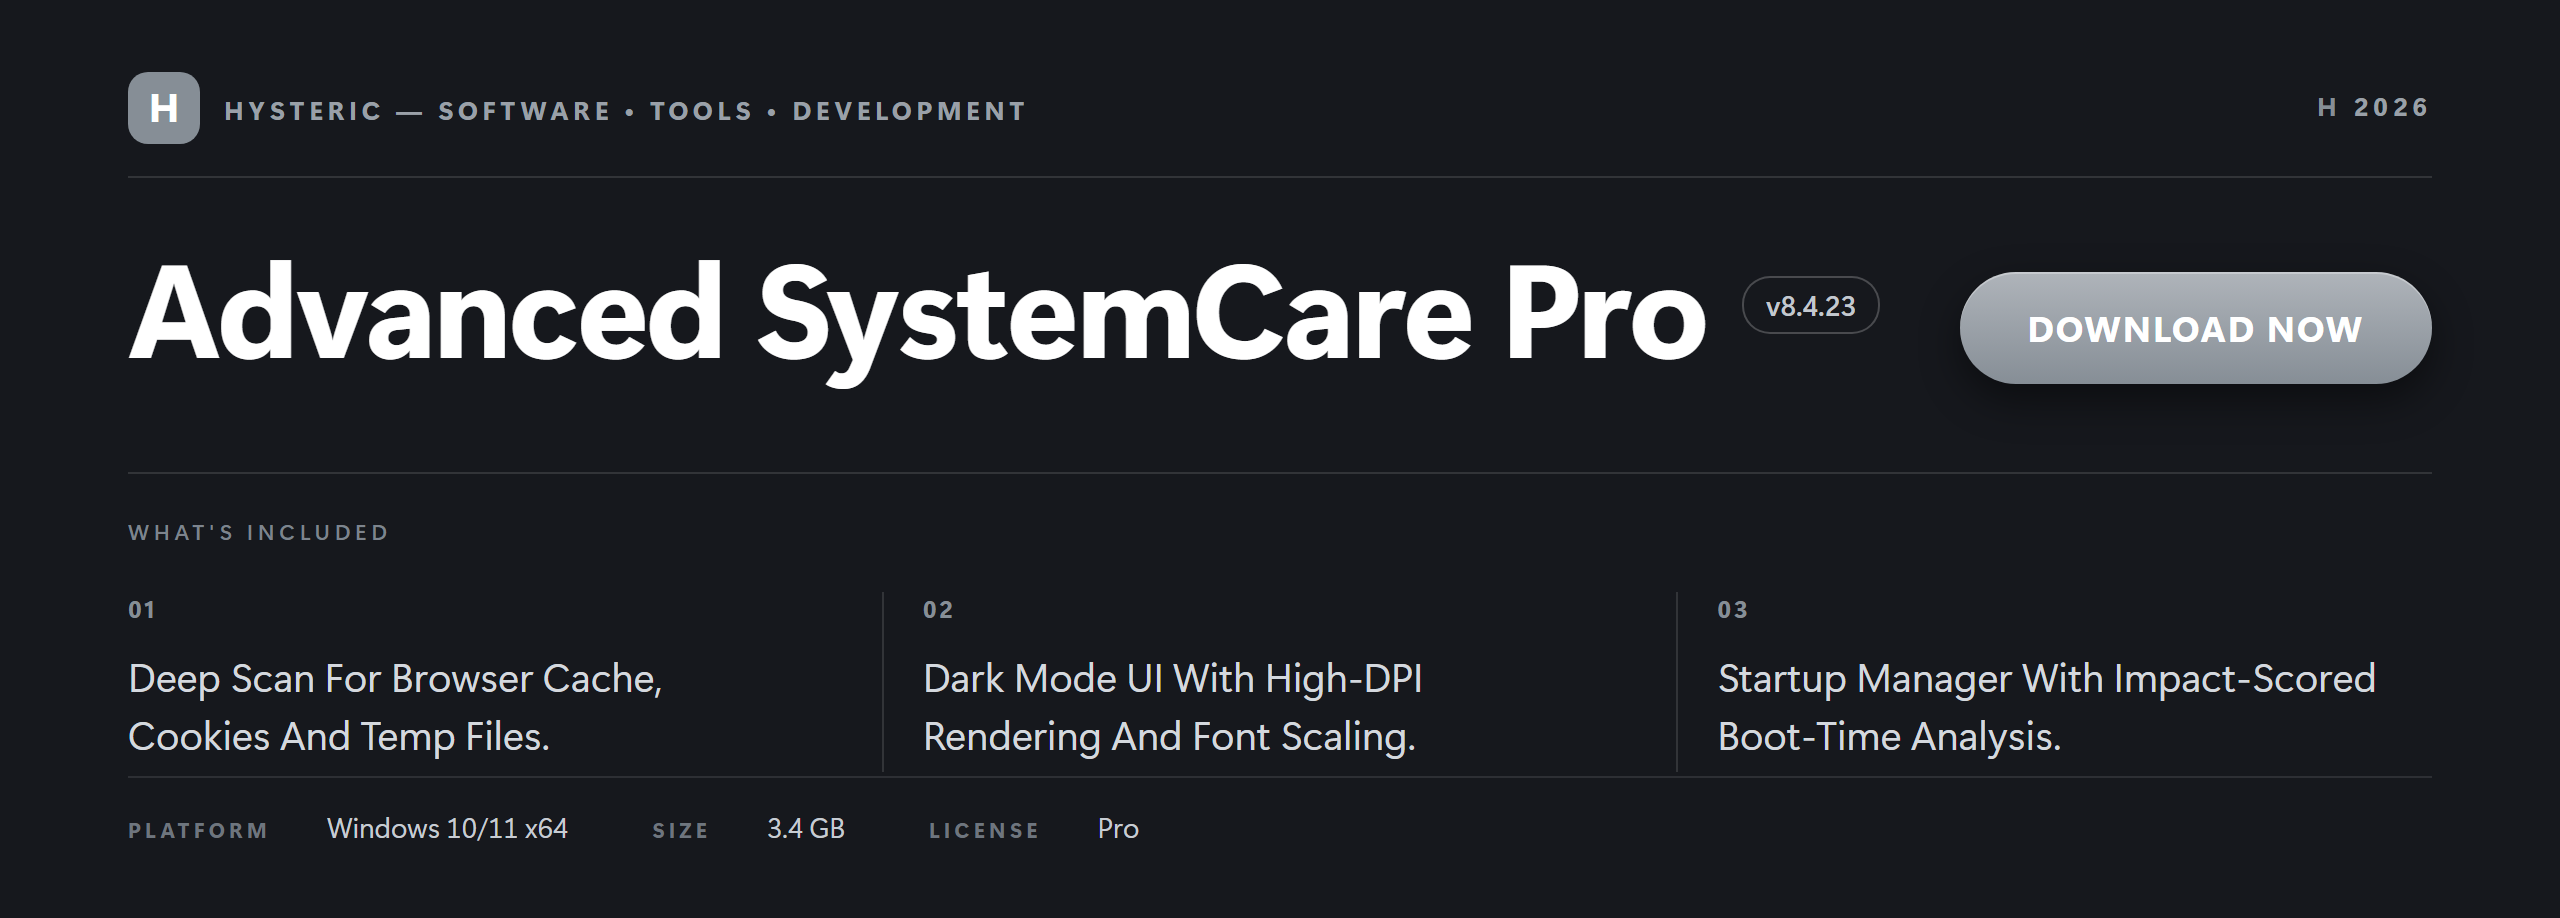 H HYSTERIC — SOFTWARE • TOOLS • DEVELOPMENT
H 2026
Advanced SystemCare Pro v8.4.23
DOWNLOAD NOW
WHAT'S INCLUDED
01
Deep Scan For Browser Cache,
Cookies And Temp Files.
02
Dark Mode UI With High-DPI
Rendering And Font Scaling.
03
Startup Manager With Impact-Scored
Boot-Time Analysis.
PLATFORM Windows 10/11 x64 SIZE 3.4 GB LICENSE Pro